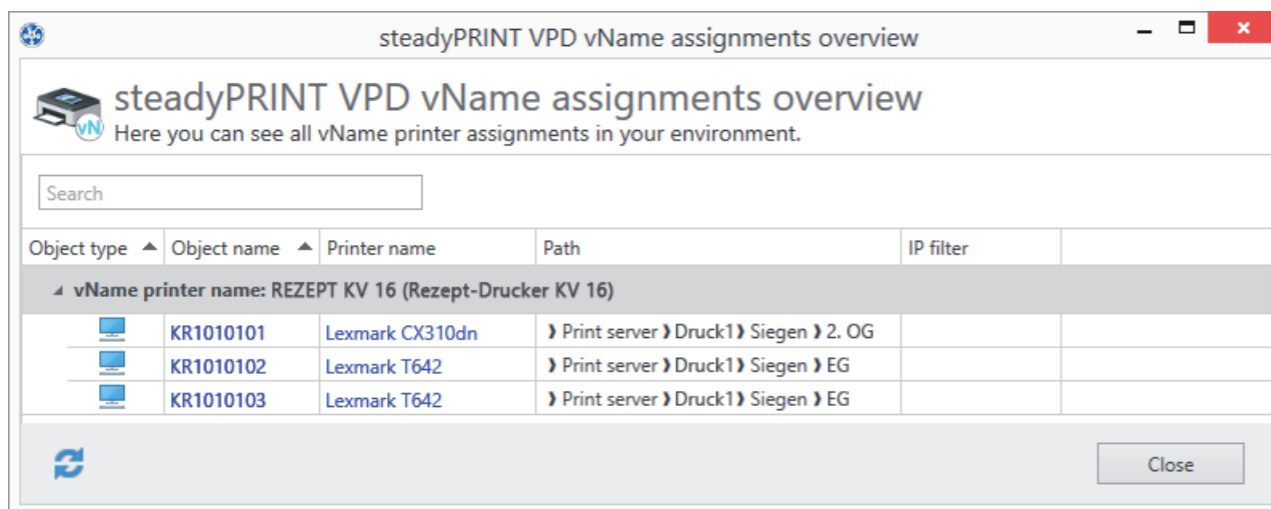 steadyPRINT VPD vName assignments overview
steadyPRINT VPD vName assignments overview
vN
Here you can see all vName printer assignments in your environment.
Search
Object type Object name Printer name Path IP filter
vName printer name: REZEPT KV 16 (Rezept-Drucker KV 16)
KR1010101 Lexmark CX310dn ❫ Print server ❫ Druck1 ❫ Siegen ❫ 2. OG
KR1010102 Lexmark T642 ❫ Print server ❫ Druck1 ❫ Siegen ❫ EG
KR1010103 Lexmark T642 ❫ Print server ❫ Druck1 ❫ Siegen ❫ EG
Close